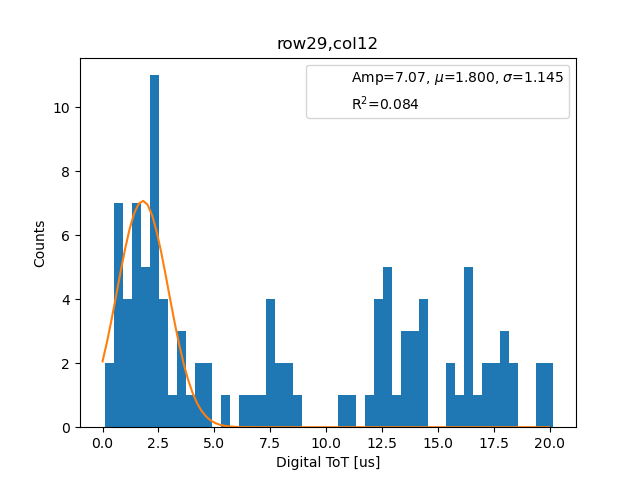 row29,col12
Amp=7.07, μ=1.800, σ=1.145
R²=0.084
Counts
10
8
6
4
2
0
0.0 2.5 5.0 7.5 10.0 12.5 15.0 17.5 20.0
Digital ToT [us]